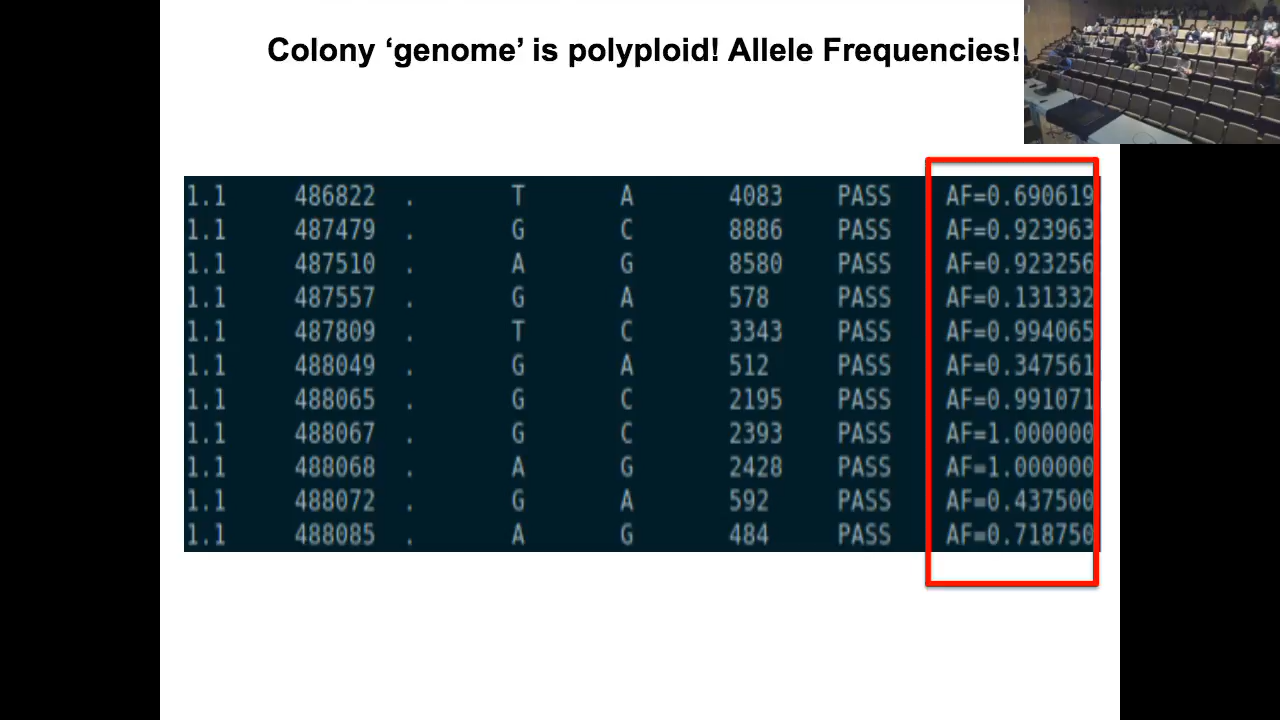 Colony ‘genome’ is polyploid! Allele Frequencies!
1.1 486822 . T A 4083 PASS AF=0.690619
1.1 487479 . G C 8886 PASS AF=0.923963
1.1 487510 . A G 8580 PASS AF=0.923256
1.1 487557 . G A 578 PASS AF=0.131332
1.1 487809 . T C 3343 PASS AF=0.994065
1.1 488049 . G A 512 PASS AF=0.347561
1.1 488065 . G C 2195 PASS AF=0.991071
1.1 488067 . G C 2393 PASS AF=1.000000
1.1 488068 . A G 2428 PASS AF=1.000000
1.1 488072 . G A 592 PASS AF=0.437500
1.1 488085 . A G 484 PASS AF=0.718750